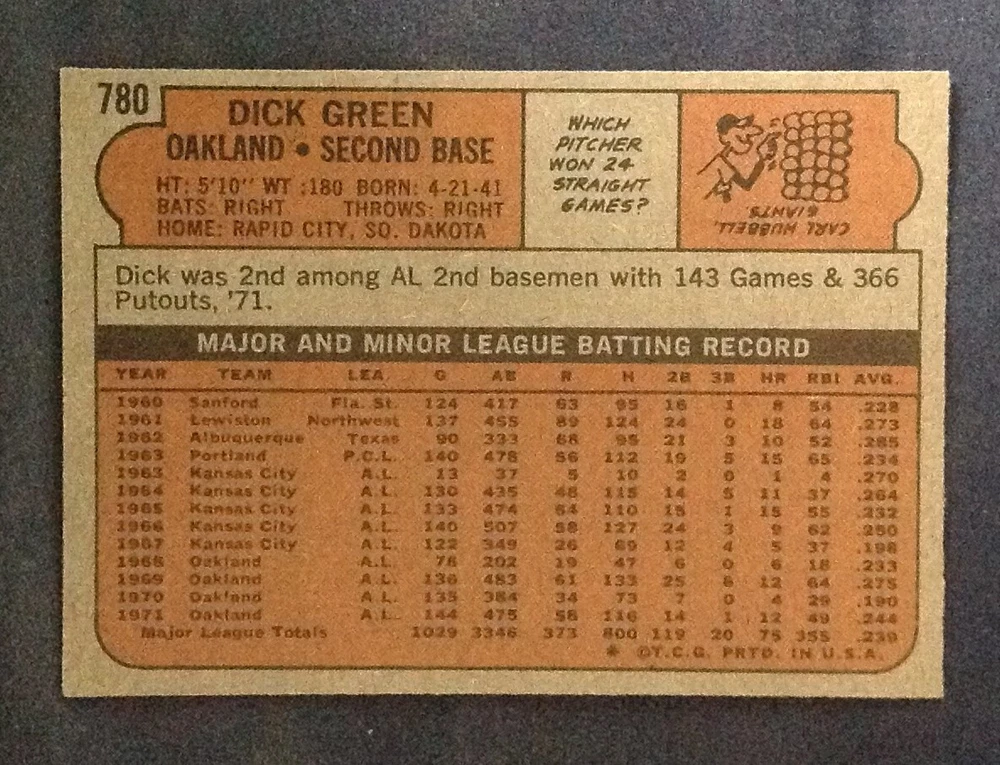 780
DICK GREEN
OAKLAND • SECOND BASE
HT: 5'10" WT :180 BORN: 4-21-41
BATS: RIGHT THROWS: RIGHT
HOME: RAPID CITY, SO. DAKOTA
WHICH
PITCHER
WON 24
STRAIGHT
GAMES?
CARL HUBBELL,
GIANTS
Dick was 2nd among AL 2nd basemen with 143 Games & 366
Putouts, '71.
MAJOR AND MINOR LEAGUE BATTING RECORD
YEAR TEAM LEA G AB R H 2B 3B HR RBI AVG.
1960 Sanford Fla. St. 124 417 63 95 16 1 8 54 .228
1961 Lewiston Northwest 137 455 89 124 24 0 18 64 .273
1962 Albuquerque Texas 90 333 68 95 21 3 10 52 .285
1963 Portland P.C.L. 140 478 56 112 19 5 15 65 .234
1963 Kansas City A.L. 13 37 5 10 2 0 1 4 .270
1964 Kansas City A.L. 130 435 48 115 14 5 11 37 .264
1965 Kansas City A.L. 133 474 64 110 15 1 15 55 .232
1966 Kansas City A.L. 140 507 58 127 24 3 9 62 .250
1967 Kansas City A.L. 122 349 26 69 12 4 5 37 .198
1968 Oakland A.L. 76 202 19 47 6 0 6 18 .233
1969 Oakland A.L. 136 483 61 133 25 6 12 64 .275
1970 Oakland A.L. 135 384 34 73 7 0 4 29 .190
1971 Oakland A.L. 144 475 58 116 14 1 12 49 .244
Major League Totals 1029 3346 373 800 119 20 75 355 .239
* ©T.C.G. PRTD. IN U.S.A.